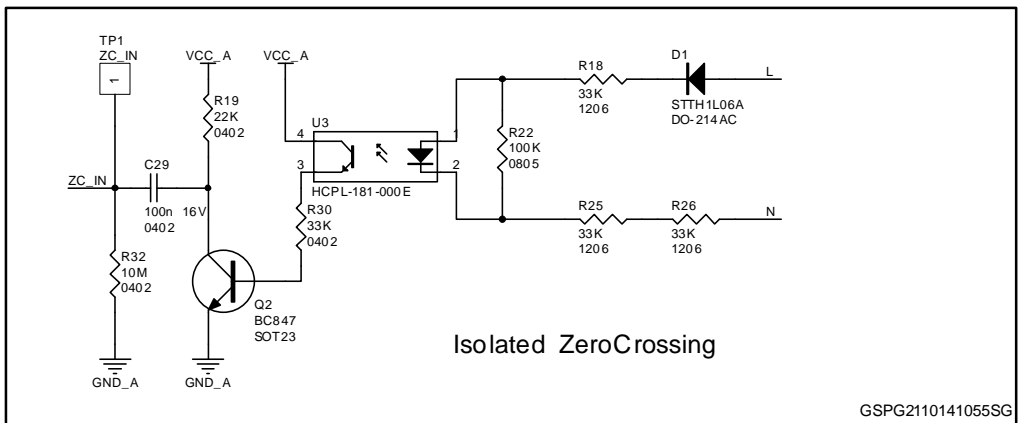 TP1
ZC_IN
1
VCC_A
VCC_A
R19
22K
0402
U3
4
3
1
2
HCPL-181-000E
R18
33K
1206
D1
L
STTH1L06A
DO-214AC
R22
100K
0805
C29
ZC_IN
100n
16V
0402
R30
33K
0402
R25
33K
1206
R26
33K
1206
N
R32
10M
0402
Q2
BC847
SOT23
GND_A
GND_A
Isolated ZeroCrossing
GSPG2110141055SG